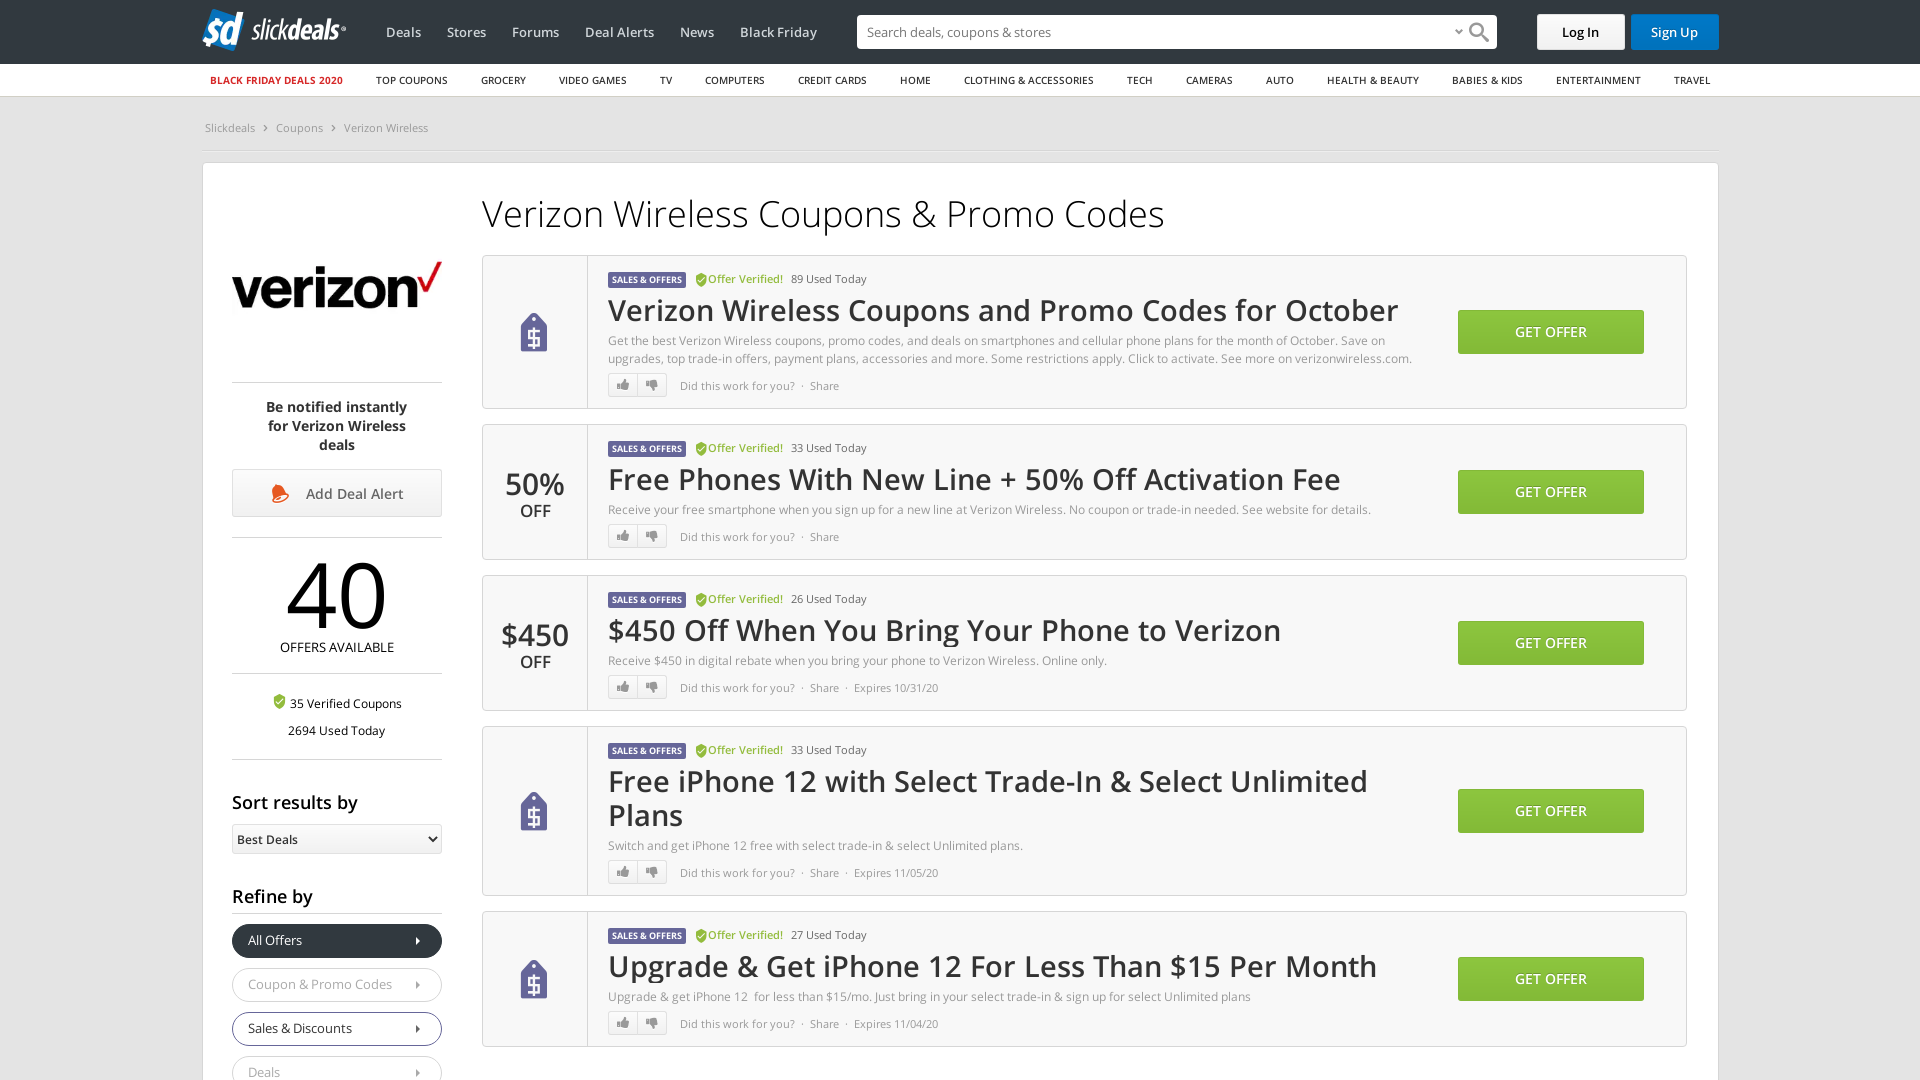 sd slickdeals
Deals
Stores
Forums
Deal Alerts
News
Black Friday
Search deals, coupons & stores
Log In
Sign Up
BLACK FRIDAY DEALS 2020
TOP COUPONS
GROCERY
VIDEO GAMES
TV
COMPUTERS
CREDIT CARDS
HOME
CLOTHING & ACCESSORIES
TECH
CAMERAS
AUTO
HEALTH & BEAUTY
BABIES & KIDS
ENTERTAINMENT
TRAVEL
Slickdeals > Coupons > Verizon Wireless
verizon
Be notified instantly
for Verizon Wireless
deals
Add Deal Alert
40
OFFERS AVAILABLE
35 Verified Coupons
2694 Used Today
Sort results by
Best Deals
Refine by
All Offers
Coupon & Promo Codes
Sales & Discounts
Deals
Verizon Wireless Coupons & Promo Codes
SALES & OFFERS Offer Verified! 89 Used Today
Verizon Wireless Coupons and Promo Codes for October
Get the best Verizon Wireless coupons, promo codes, and deals on smartphones and cellular phone plans for the month of October. Save on
upgrades, top trade-in offers, payment plans, accessories and more. Some restrictions apply. Click to activate. See more on verizonwireless.com.
Did this work for you? · Share
GET OFFER
50%
OFF
SALES & OFFERS Offer Verified! 33 Used Today
Free Phones With New Line + 50% Off Activation Fee
Receive your free smartphone when you sign up for a new line at Verizon Wireless. No coupon or trade-in needed. See website for details.
Did this work for you? · Share
GET OFFER
$450
OFF
SALES & OFFERS Offer Verified! 26 Used Today
$450 Off When You Bring Your Phone to Verizon
Receive $450 in digital rebate when you bring your phone to Verizon Wireless. Online only.
Did this work for you? · Share · Expires 10/31/20
GET OFFER
SALES & OFFERS Offer Verified! 33 Used Today
Free iPhone 12 with Select Trade-In & Select Unlimited
Plans
Switch and get iPhone 12 free with select trade-in & select Unlimited plans.
Did this work for you? · Share · Expires 11/05/20
GET OFFER
SALES & OFFERS Offer Verified! 27 Used Today
Upgrade & Get iPhone 12 For Less Than $15 Per Month
Upgrade & get iPhone 12 for less than $15/mo. Just bring in your select trade-in & sign up for select Unlimited plans
Did this work for you? · Share · Expires 11/04/20
GET OFFER